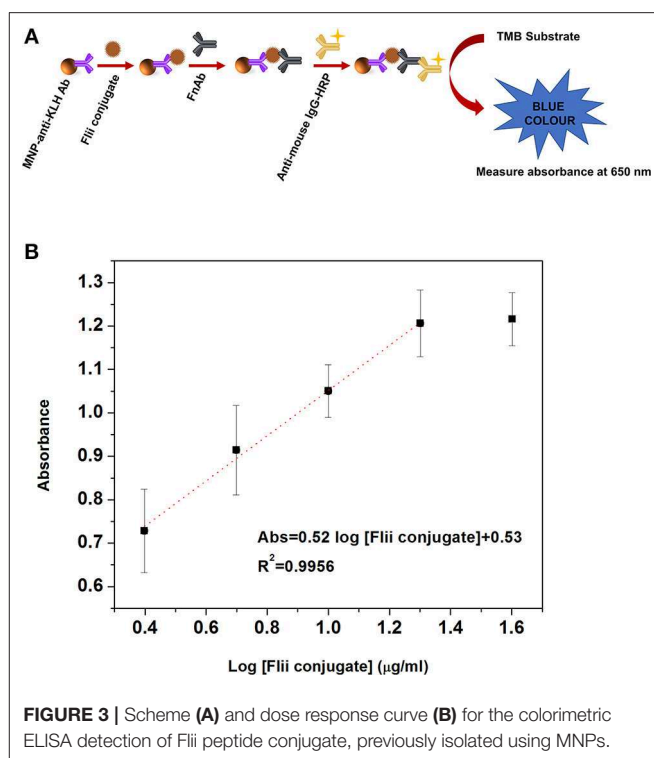 A
MNP-anti-KLH Ab
Flii conjugate
FnAb
Anti-mouse IgG-HRP
TMB Substrate
BLUE
COLOUR
Measure absorbance at 650 nm
B
1.3
1.2
1.1
1.0
0.9
0.8
0.7
0.6
Absorbance
Abs=0.52 log [Flii conjugate]+0.53
R²=0.9956
0.4 0.6 0.8 1.0 1.2 1.4 1.6
Log [Flii conjugate] (µg/ml)
FIGURE 3 | Scheme (A) and dose response curve (B) for the colorimetric
ELISA detection of Flii peptide conjugate, previously isolated using MNPs.